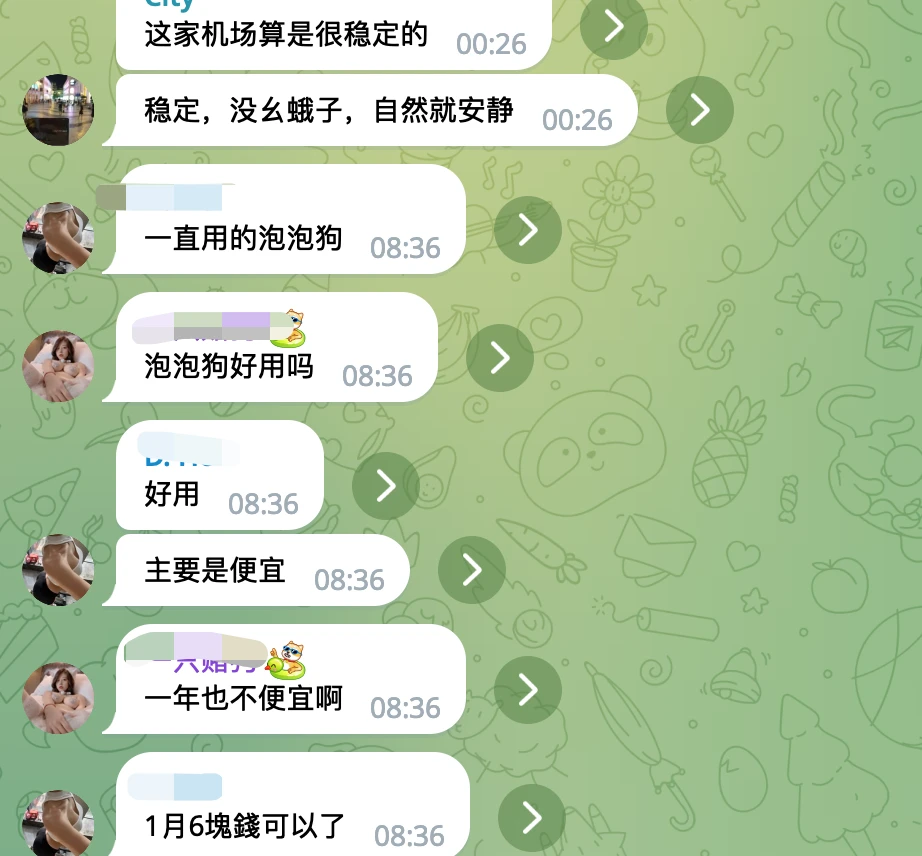 City
这家机场算是很稳定的 00:26
稳定，没幺蛾子，自然就安静 00:26
一直用的泡泡狗 08:36
泡泡狗好用吗 08:36
好用 08:36
主要是便宜 08:36
一年也不便宜啊 08:36
1月6塊錢可以了 08:36